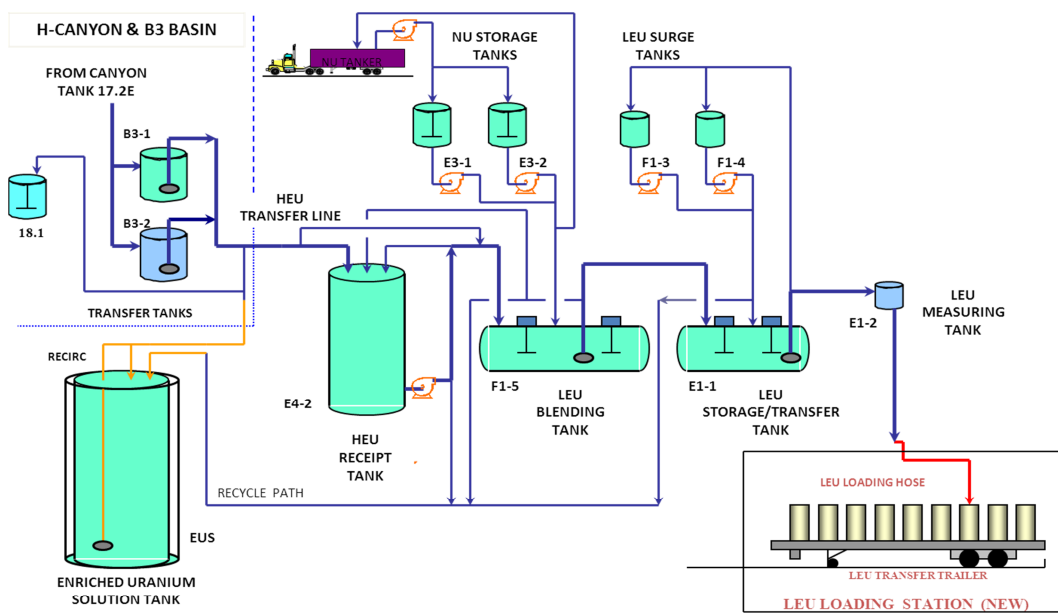 H-CANYON & B3 BASIN
FROM CANYON
TANK 17.2E
B3-1
B3-2
18.1
TRANSFER TANKS
HEU
TRANSFER LINE
NU TANKER
NU STORAGE
TANKS
E3-1
E3-2
LEU SURGE
TANKS
F1-3
F1-4
E1-2
LEU
MEASURING
TANK
RECIRC
E4-2
HEU
RECEIPT
TANK
F1-5
LEU
BLENDING
TANK
E1-1
LEU
STORAGE/TRANSFER
TANK
RECYCLE PATH
EUS
ENRICHED URANIUM
SOLUTION TANK
LEU LOADING HOSE
LEU TRANSFER TRAILER
LEU LOADING STATION (NEW)